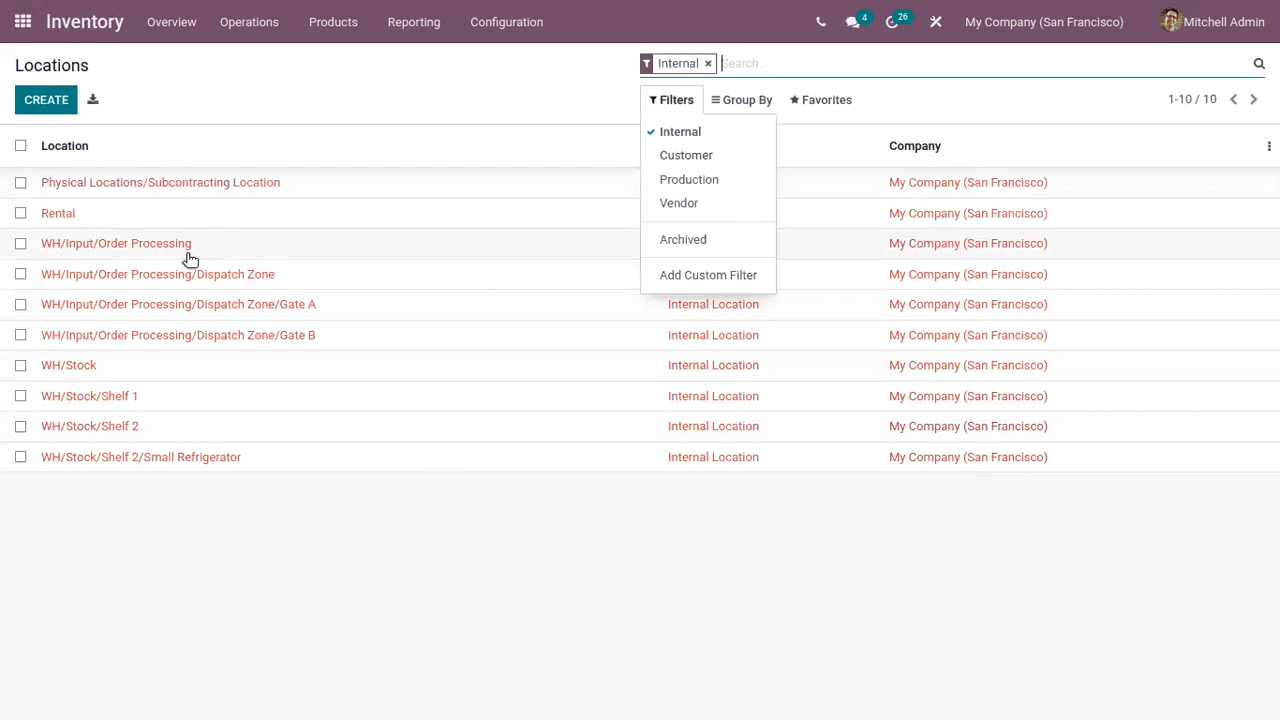 Inventory Overview Operations Products Reporting Configuration 4 26 My Company (San Francisco) Mitchell Admin
Locations
Internal Search...
CREATE
Filters Group By Favorites 1-10 / 10
Location Company
Internal
Customer
Production
Vendor
Archived
Add Custom Filter
Physical Locations/Subcontracting Location My Company (San Francisco)
Rental My Company (San Francisco)
WH/Input/Order Processing My Company (San Francisco)
WH/Input/Order Processing/Dispatch Zone My Company (San Francisco)
WH/Input/Order Processing/Dispatch Zone/Gate A Internal Location My Company (San Francisco)
WH/Input/Order Processing/Dispatch Zone/Gate B Internal Location My Company (San Francisco)
WH/Stock Internal Location My Company (San Francisco)
WH/Stock/Shelf 1 Internal Location My Company (San Francisco)
WH/Stock/Shelf 2 Internal Location My Company (San Francisco)
WH/Stock/Shelf 2/Small Refrigerator Internal Location My Company (San Francisco)